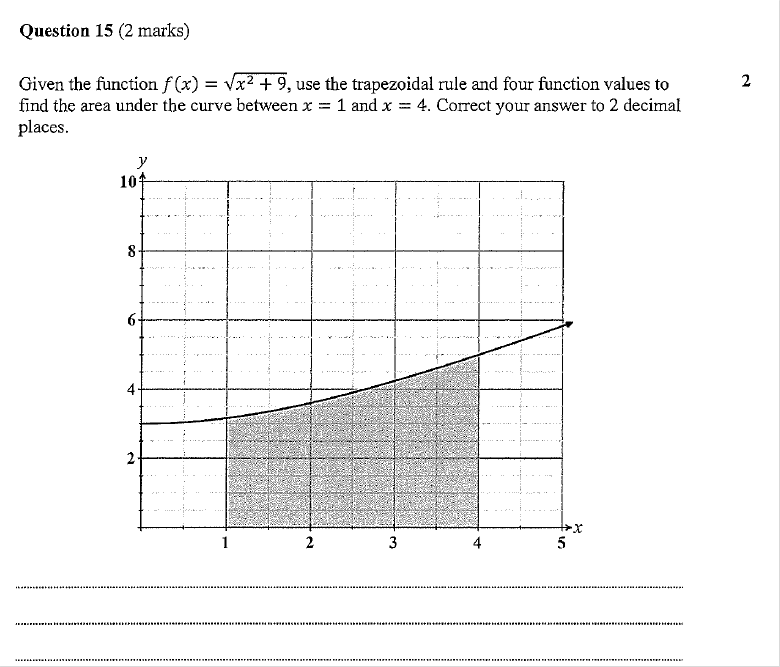 Question 15 (2 marks)
Given the function f(x) = √x² + 9, use the trapezoidal rule and four function values to 2
find the area under the curve between x = 1 and x = 4. Correct your answer to 2 decimal
places.
y
10
8
6
4
2
1 2 3 4 5 x